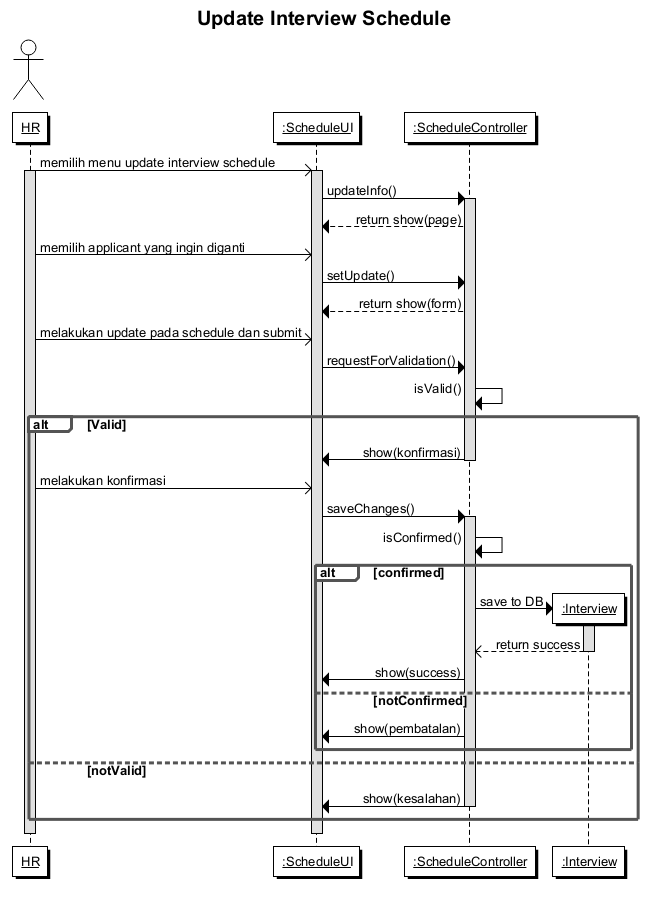 Update Interview Schedule
HR
:ScheduleUI
:ScheduleController
memilih menu update interview schedule
updateInfo()
return show(page)
memilih applicant yang ingin diganti
setUpdate()
return show(form)
melakukan update pada schedule dan submit
requestForValidation()
isValid()
alt [Valid]
show(konfirmasi)
melakukan konfirmasi
saveChanges()
isConfirmed()
alt [confirmed]
save to DB
:Interview
return success
show(success)
[notConfirmed]
show(pembatalan)
[notValid]
show(kesalahan)
HR
:ScheduleUI
:ScheduleController
:Interview